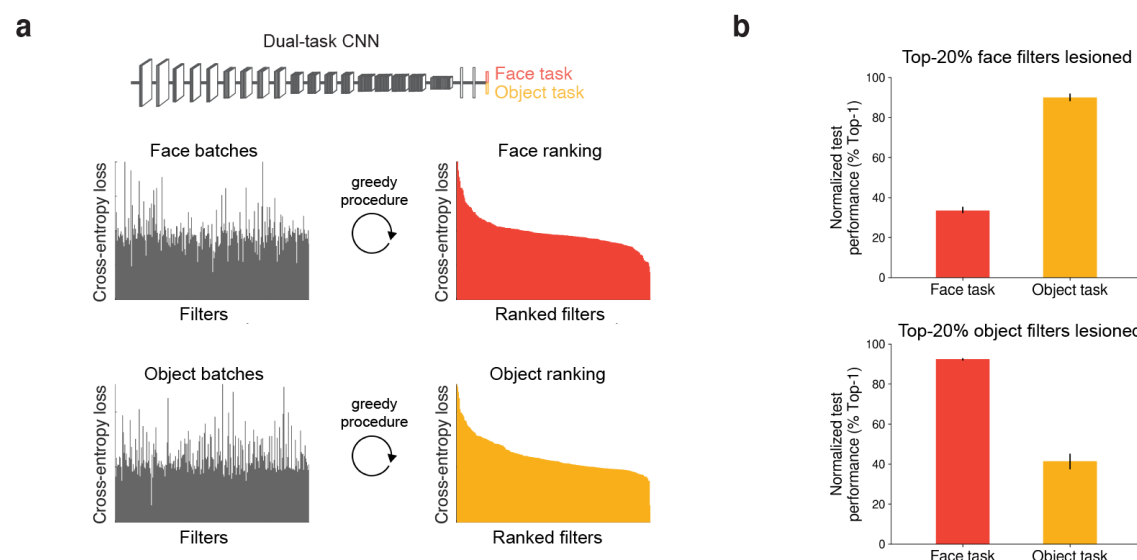 a
Dual-task CNN
Face task
Object task
Face batches
Cross-entropy loss
Filters
greedy
procedure
Face ranking
Cross-entropy loss
Ranked filters
Object batches
Cross-entropy loss
Filters
greedy
procedure
Object ranking
Cross-entropy loss
Ranked filters
b
Top-20% face filters lesioned
Normalized test
performance (% Top-1)
100
80
60
40
20
0
Face task
Object task
Top-20% object filters lesioned
Normalized test
performance (% Top-1)
100
80
60
40
20
0
Face task
Object task